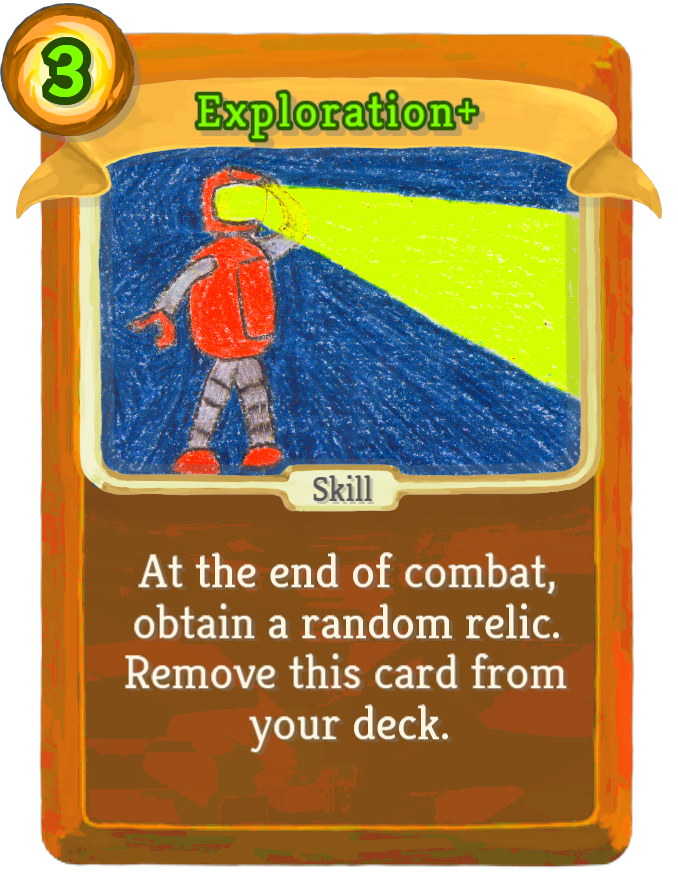 3
Exploration+
Skill
At the end of combat,
obtain a random relic.
Remove this card from
your deck.